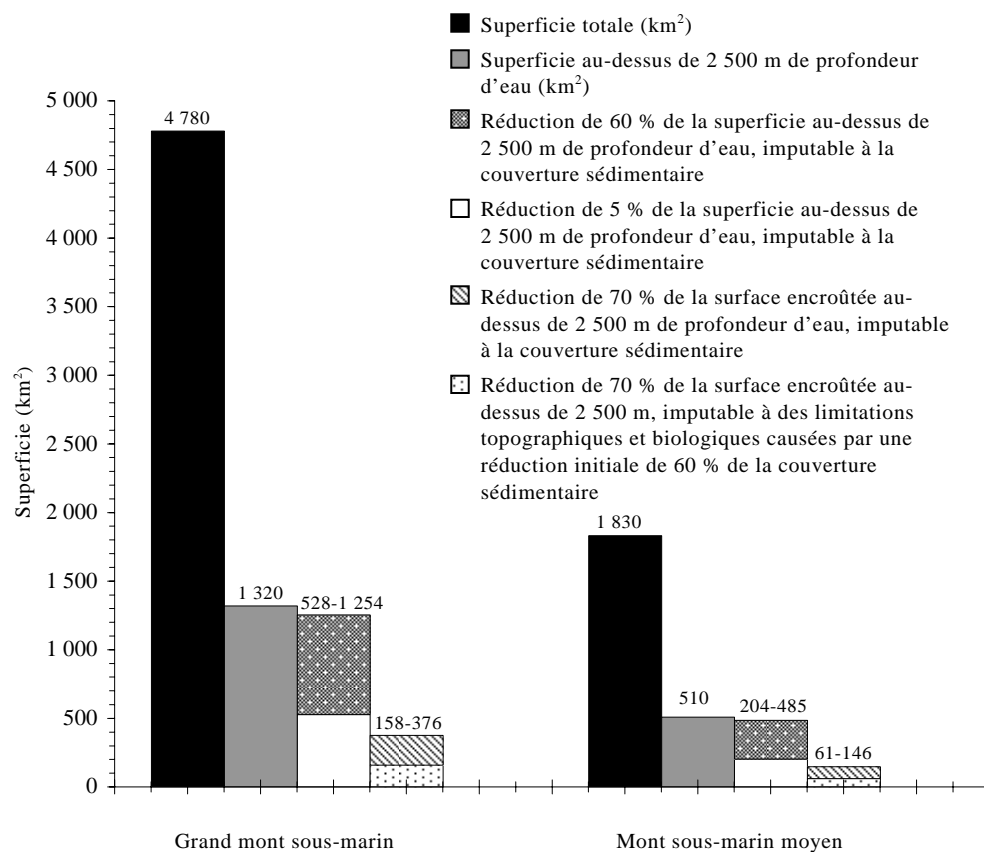 Superficie totale (km²)
Superficie au-dessus de 2 500 m de profondeur
d'eau (km²)
Réduction de 60 % de la superficie au-dessus de
2 500 m de profondeur d'eau, imputable à la
couverture sédimentaire
Réduction de 5 % de la superficie au-dessus de
2 500 m de profondeur d'eau, imputable à la
couverture sédimentaire
Réduction de 70 % de la surface encroûtée au-
dessus de 2 500 m de profondeur d'eau, imputable
à la couverture sédimentaire
Réduction de 70 % de la surface encroûtée au-
dessus de 2 500 m, imputable à des limitations
topographiques et biologiques causées par une
réduction initiale de 60 % de la couverture
sédimentaire
Superficie (km²)
5 000
4 500
4 000
3 500
3 000
2 500
2 000
1 500
1 000
500
0
4 780
1 320
528-1 254
158-376
1 830
510
204-485
61-146
Grand mont sous-marin
Mont sous-marin moyen